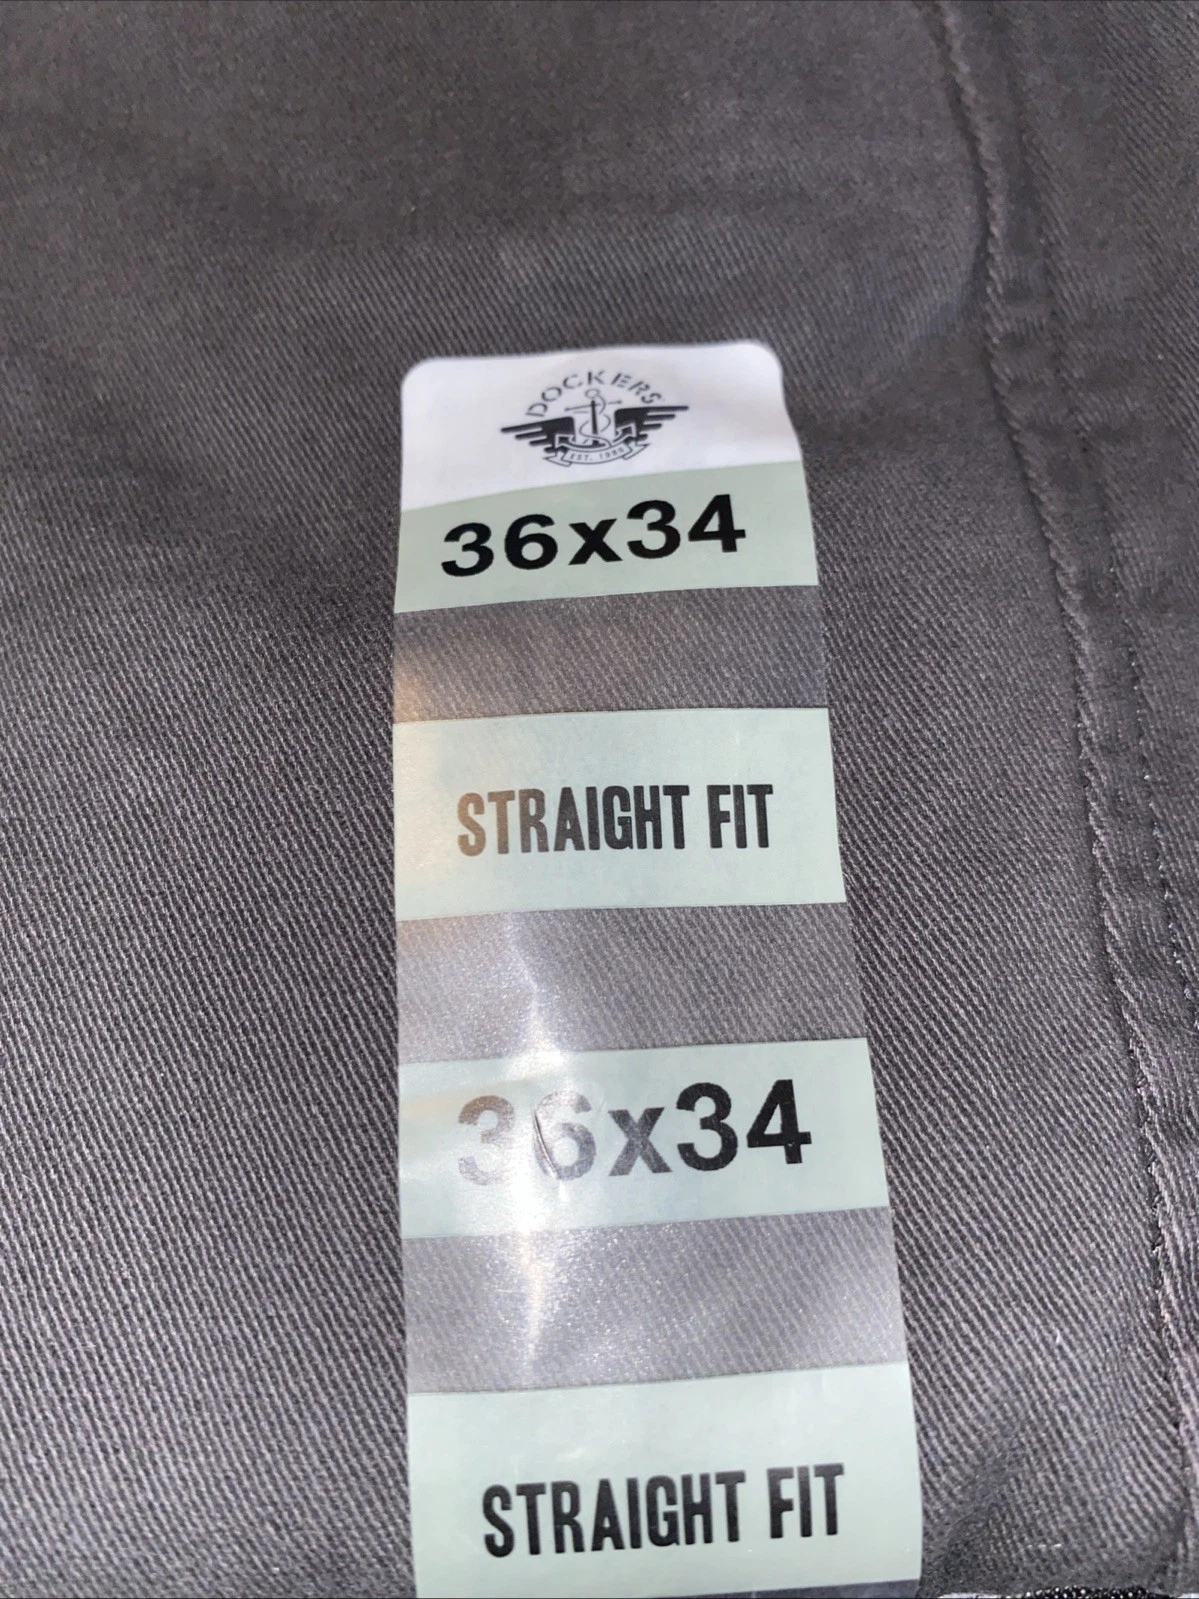 DOCKERS
EST. 1986
36x34
STRAIGHT FIT
36x34
STRAIGHT FIT